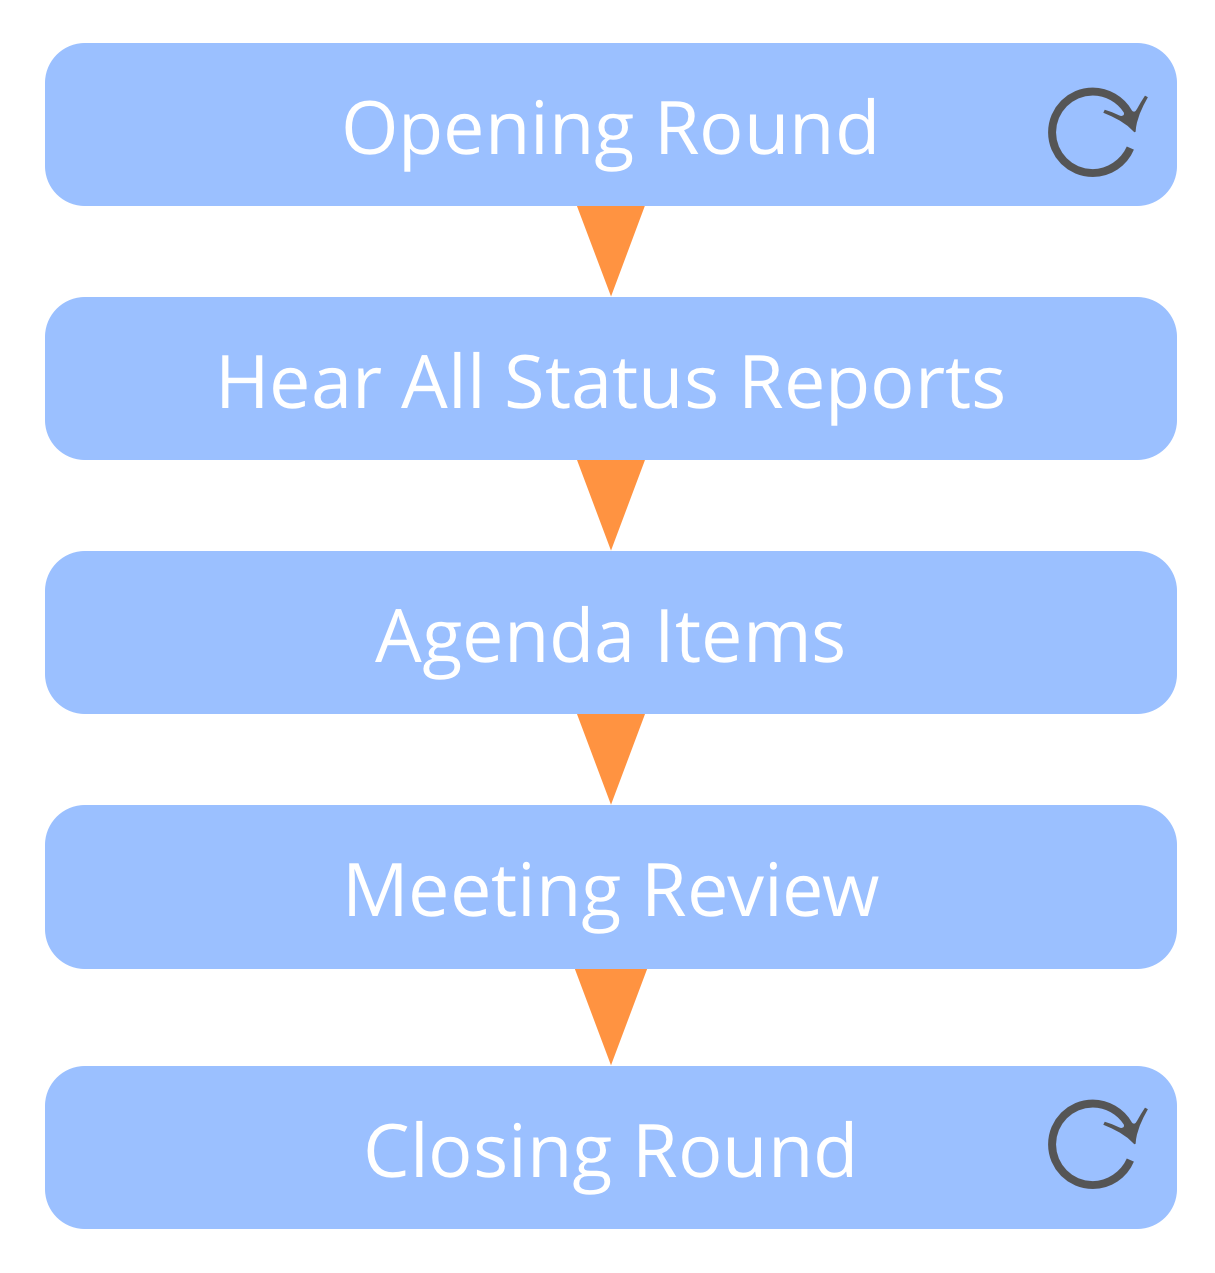 Opening Round
Hear All Status Reports
Agenda Items
Meeting Review
Closing Round